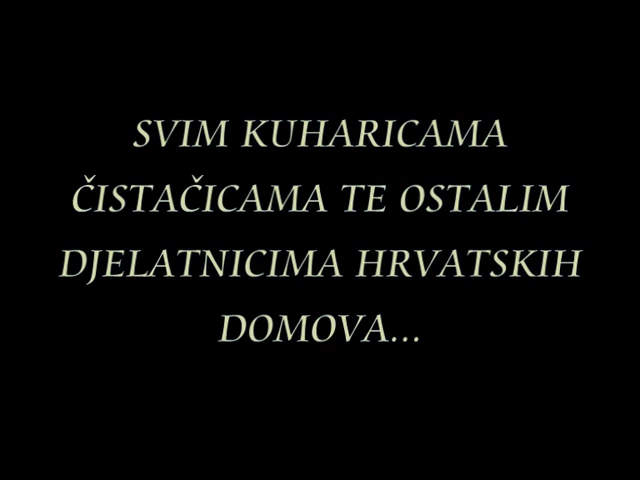 SVIM KUHARICAMA
ČISTAČICAMA TE OSTALIM
DJELATNICIMA HRVATSKIH
DOMOVA...